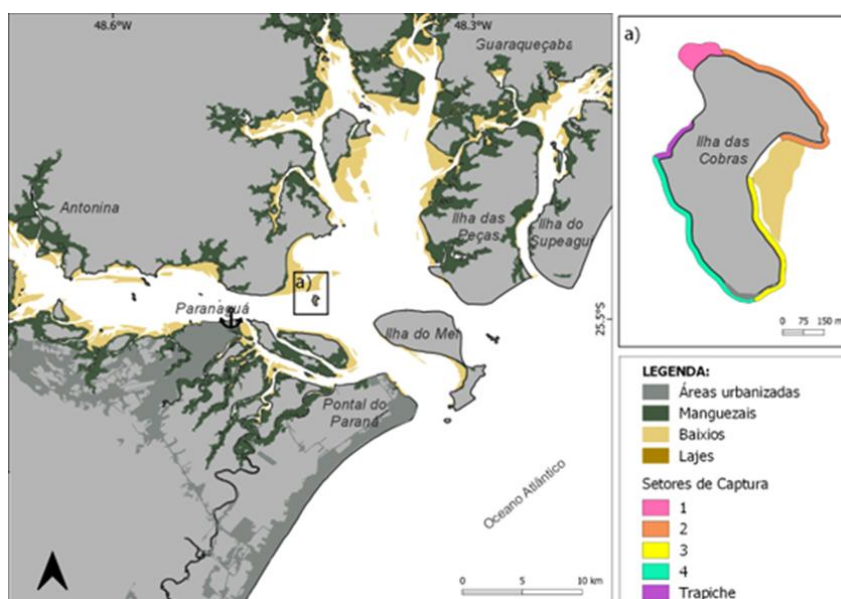 48.6°W
48.3°W
Guaraqueçaba
Antonina
Ilha das
Peças
Ilha do
Supeagui
a)
Paranaguá
Ilha do Mel
25.5°S
Pontal do
Paraná
Oceano Atlântico
0 5 10 km
a)
Ilha das
Cobras
0 75 150 m
LEGENDA:
Áreas urbanizadas
Manguezais
Baixios
Lajes
Setores de Captura
1
2
3
4
Trapiche